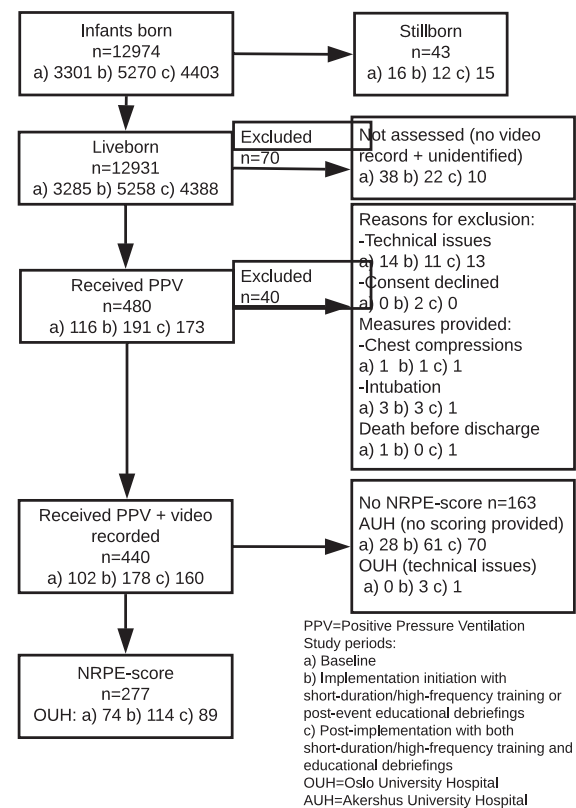 Infants born
n=12974
a) 3301 b) 5270 c) 4403
Stillborn
n=43
a) 16 b) 12 c) 15
Liveborn
n=12931
a) 3285 b) 5258 c) 4388
Excluded
n=70
Not assessed (no video
record + unidentified)
a) 38 b) 22 c) 10
Received PPV
n=480
a) 116 b) 191 c) 173
Excluded
n=40
Reasons for exclusion:
-Technical issues
a) 14 b) 11 c) 13
-Consent declined
a) 0 b) 2 c) 0
Measures provided:
-Chest compressions
a) 1 b) 1 c) 1
-Intubation
a) 3 b) 3 c) 1
Death before discharge
a) 1 b) 0 c) 1
Received PPV + video
recorded
n=440
a) 102 b) 178 c) 160
No NRPE-score n=163
AUH (no scoring provided)
a) 28 b) 61 c) 70
OUH (technical issues)
a) 0 b) 3 c) 1
NRPE-score
n=277
OUH: a) 74 b) 114 c) 89
PPV=Positive Pressure Ventilation
Study periods:
a) Baseline
b) Implementation initiation with
short-duration/high-frequency training or
post-event educational debriefings
c) Post-implementation with both
short-duration/high-frequency training and
educational debriefings
OUH=Oslo University Hospital
AUH=Akershus University Hospital